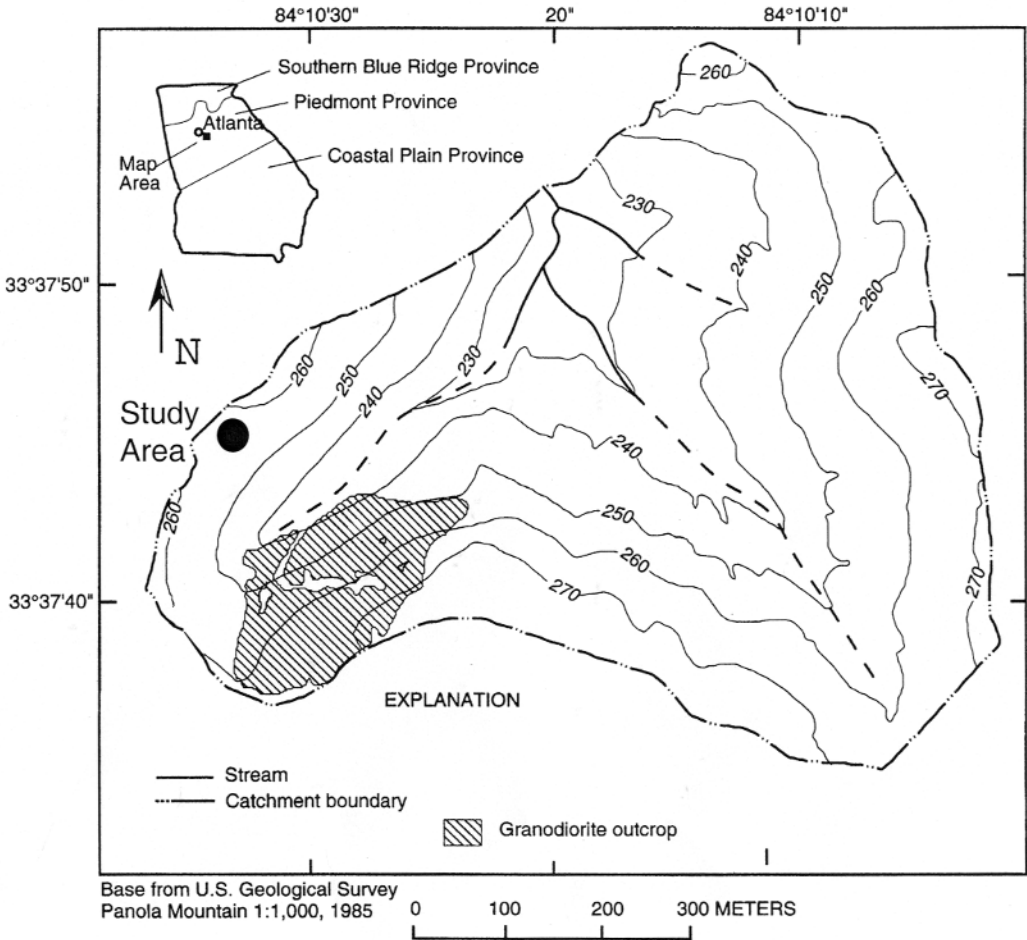 84°10'30"
20"
84°10'10"
Southern Blue Ridge Province
Piedmont Province
Atlanta
Map
Area
Coastal Plain Province
260
230
240
250
260
33°37'50"
N
260
250
240
230
270
Study
Area
260
240
250
260
270
270
33°37'40"
EXPLANATION
Stream
Catchment boundary
Granodiorite outcrop
Base from U.S. Geological Survey
Panola Mountain 1:1,000, 1985
0 100 200 300 METERS